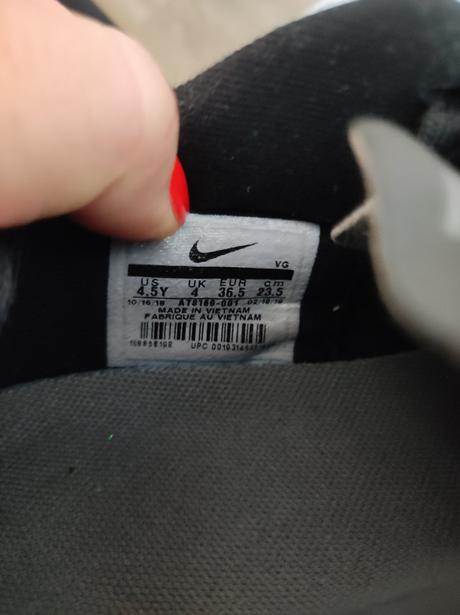 VG
US UK EUR cm
4.5Y 4 36.5 23.5
10/16/18 02/18/19
MADE IN VIETNAM
FABRIQUE AU VIETNAM
UPC